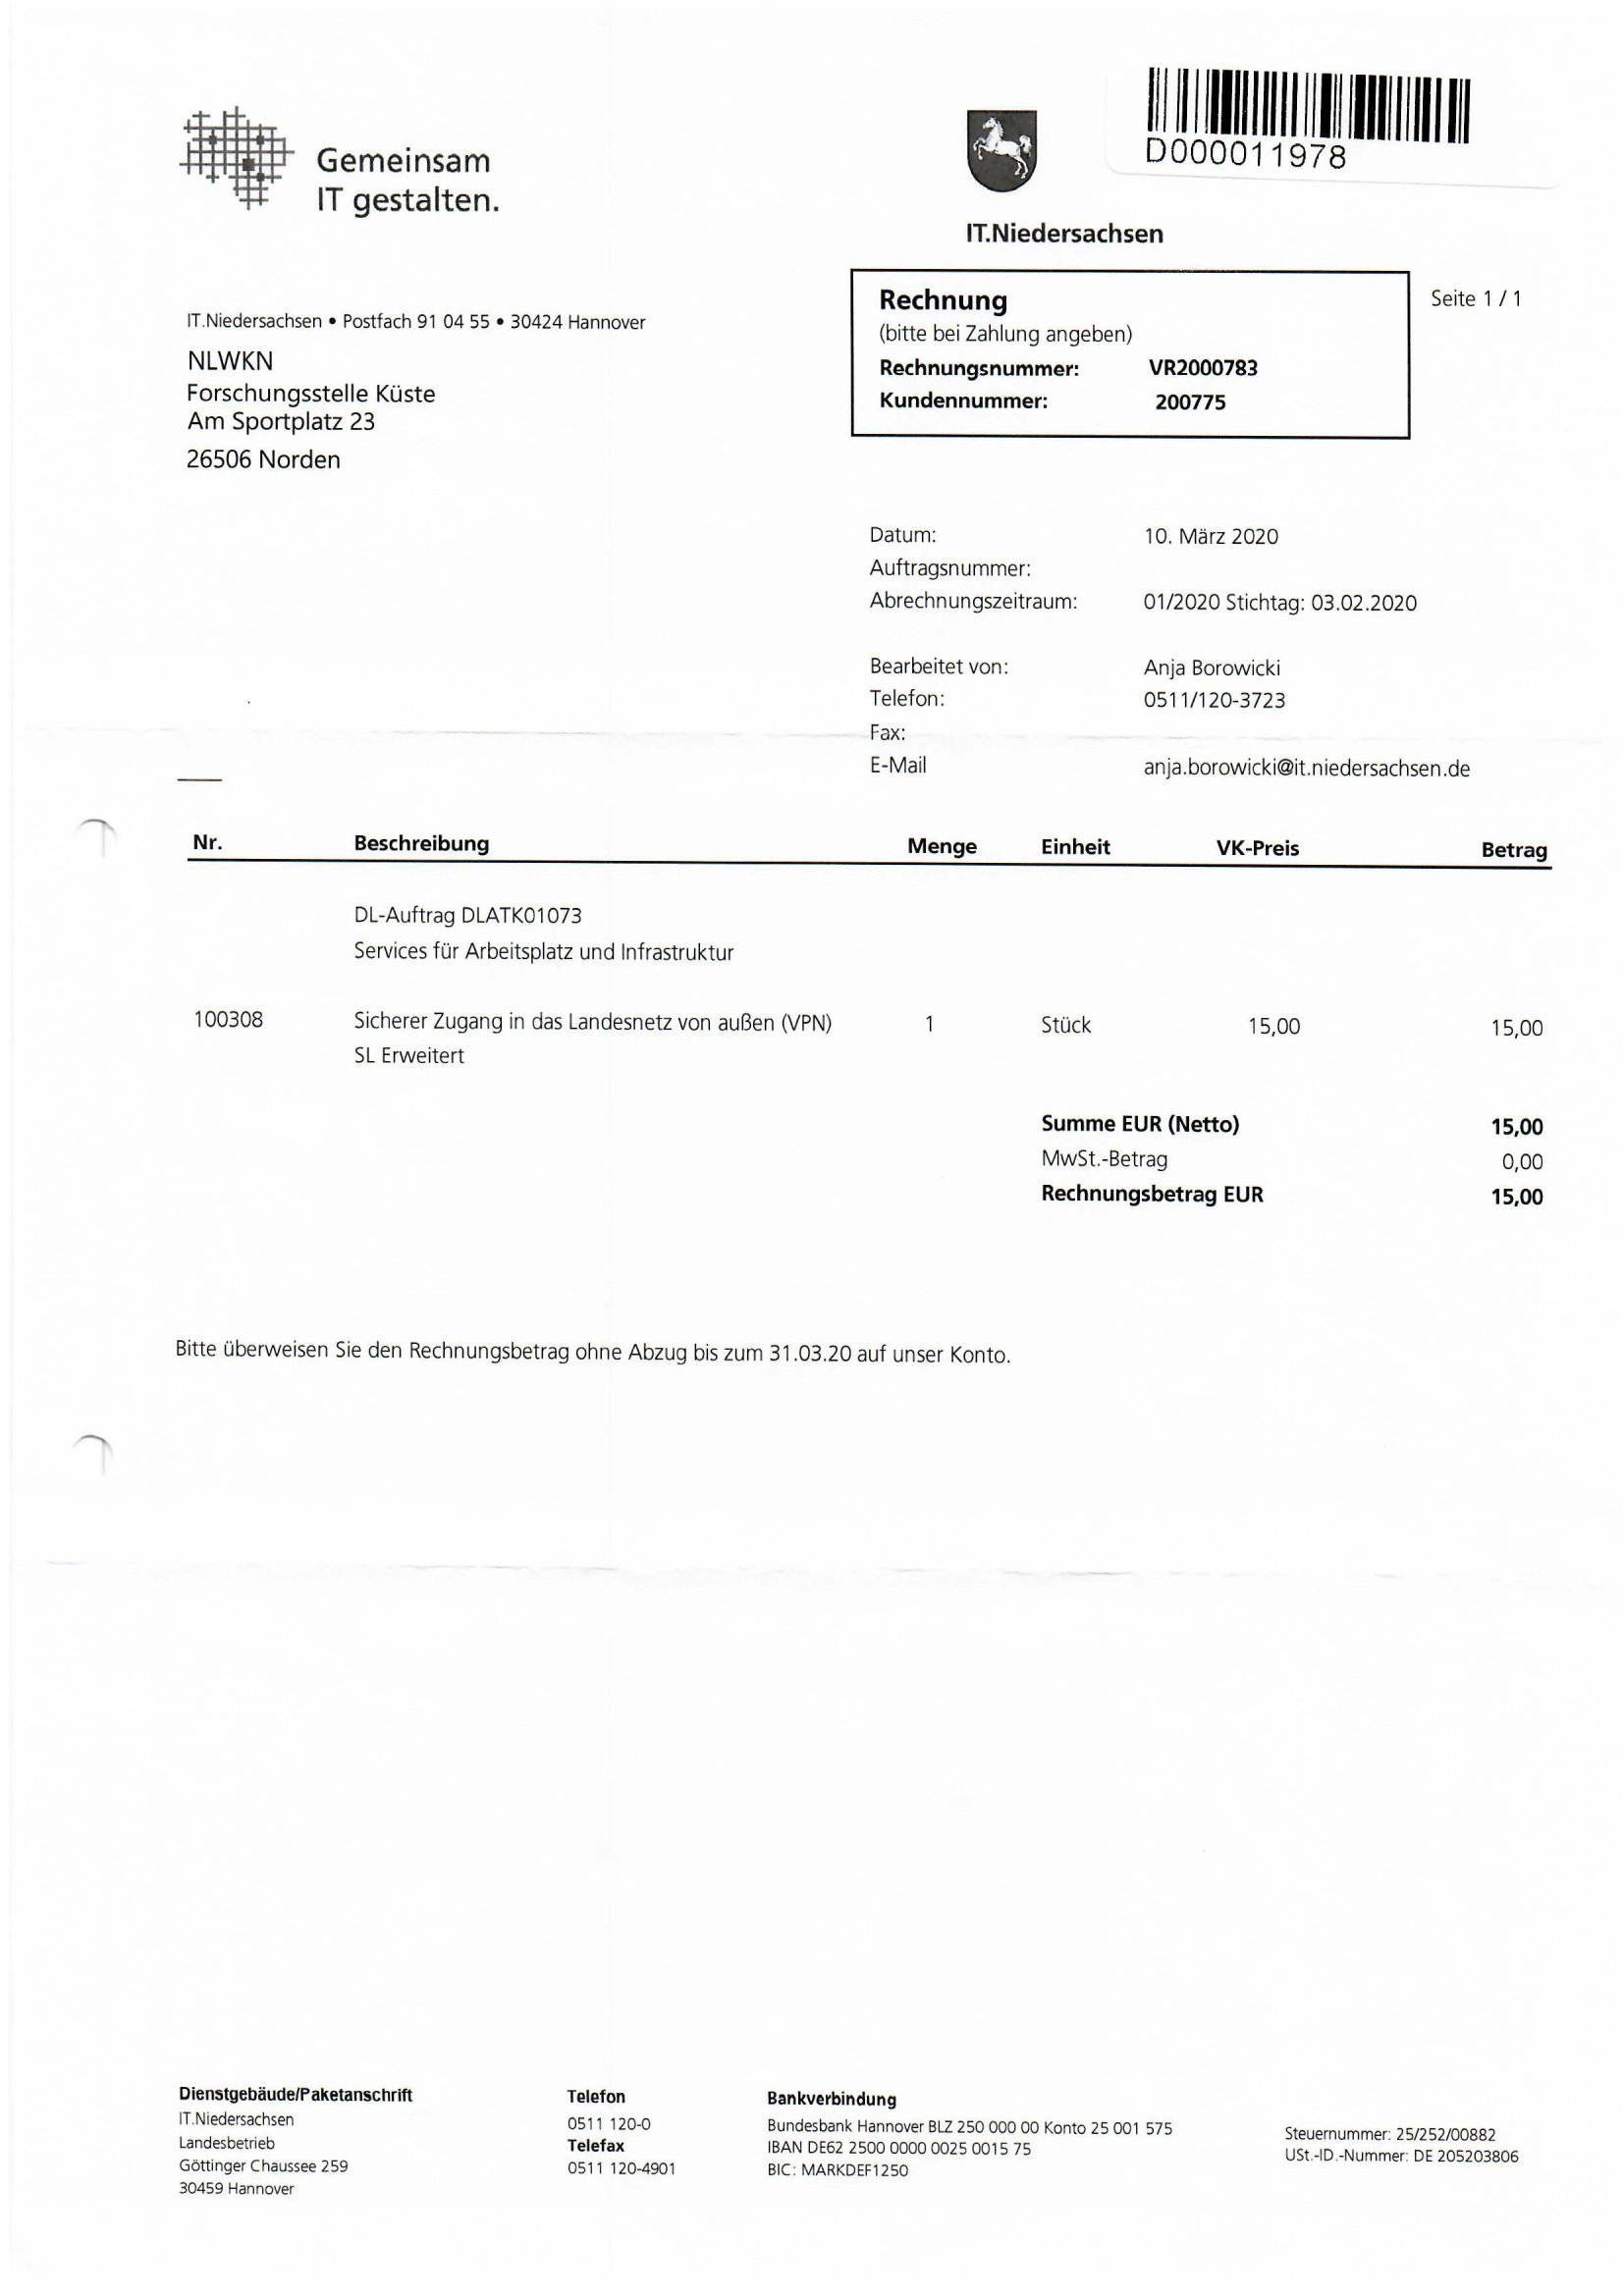 Gemeinsam
IT gestalten.
D000011978
IT.Niedersachsen
Rechnung
(bitte bei Zahlung angeben)
Rechnungsnummer: VR2000783
Kundennummer: 200775
Seite 1 / 1
IT.Niedersachsen • Postfach 91 04 55 • 30424 Hannover
NLWKN
Forschungsstelle Küste
Am Sportplatz 23
26506 Norden
Datum: 10. März 2020
Auftragsnummer:
Abrechnungszeitraum: 01/2020 Stichtag: 03.02.2020
Bearbeitet von: Anja Borowicki
Telefon: 0511/120-3723
Fax:
E-Mail anja.borowicki@it.niedersachsen.de
Nr. Beschreibung Menge Einheit VK-Preis Betrag
DL-Auftrag DLATK01073
Services für Arbeitsplatz und Infrastruktur
100308 Sicherer Zugang in das Landesnetz von außen (VPN) 1 Stück 15,00 15,00
SL Erweitert
Summe EUR (Netto) 15,00
MwSt.-Betrag 0,00
Rechnungsbetrag EUR 15,00
Bitte überweisen Sie den Rechnungsbetrag ohne Abzug bis zum 31.03.20 auf unser Konto.
Dienstgebäude/Paketanschrift
IT.Niedersachsen
Landesbetrieb
Göttinger Chaussee 259
30459 Hannover
Telefon
0511 120-0
Telefax
0511 120-4901
Bankverbindung
Bundesbank Hannover BLZ 250 000 00 Konto 25 001 575
IBAN DE62 2500 0000 0025 0015 75
BIC: MARKDEF1250
Steuernummer: 25/252/00882
USt.-ID.-Nummer: DE 205203806